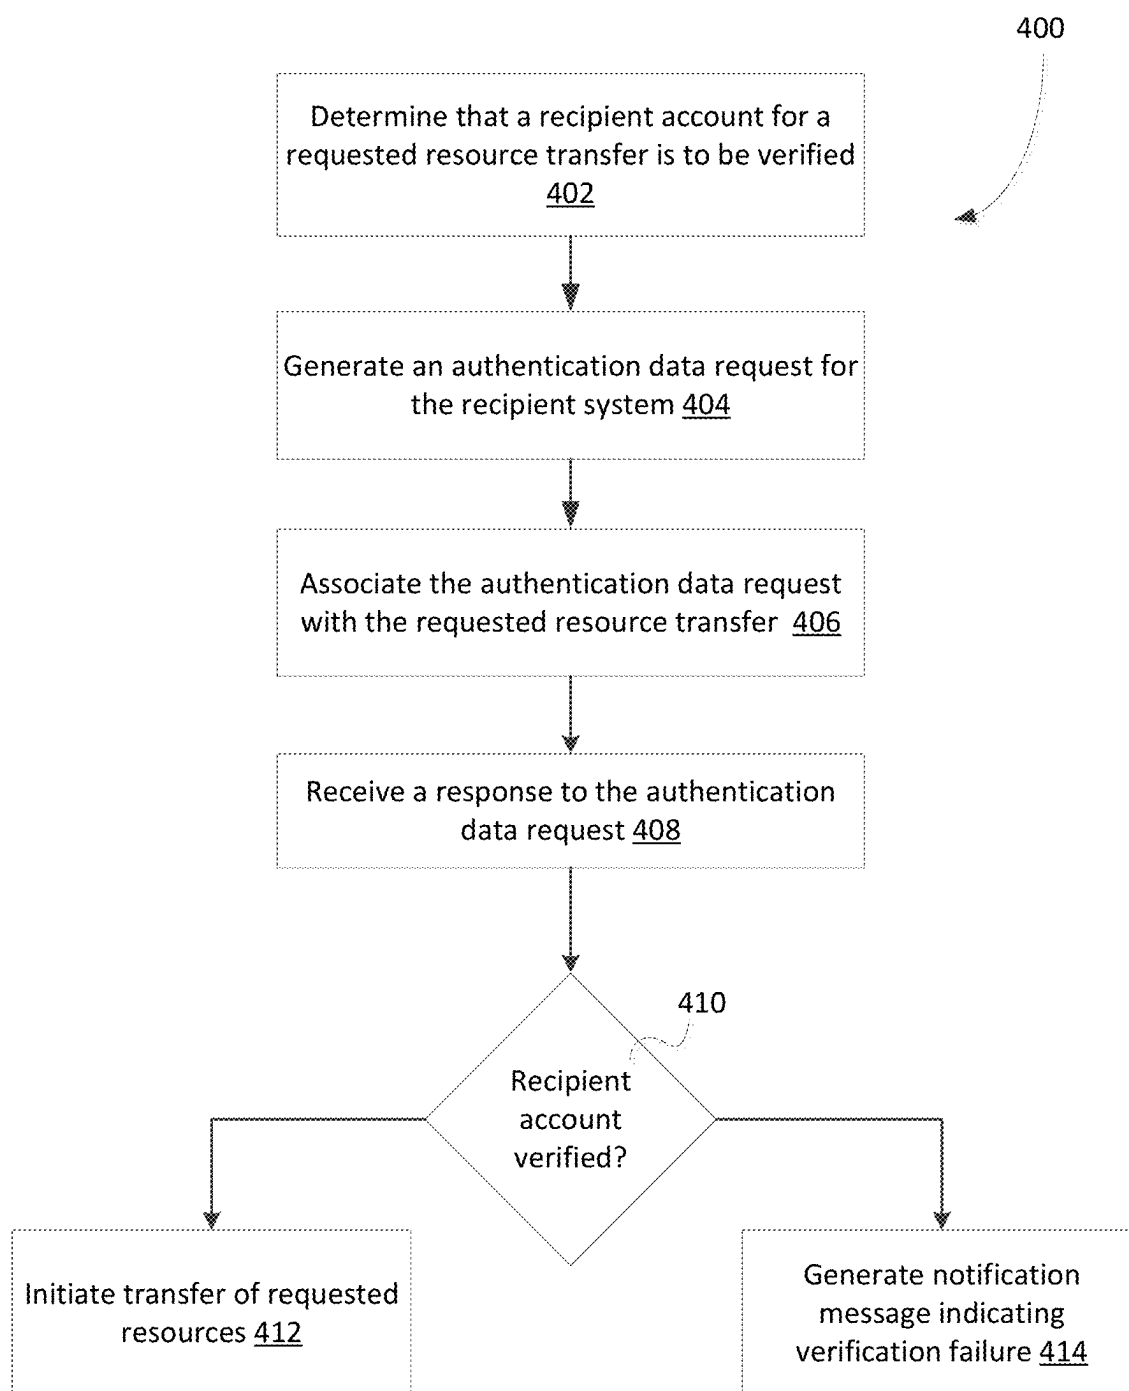 400
Determine that a recipient account for a
requested resource transfer is to be verified
402
Generate an authentication data request for
the recipient system 404
Associate the authentication data request
with the requested resource transfer 406
Receive a response to the authentication
data request 408
410
Recipient
account
verified?
Initiate transfer of requested
resources 412
Generate notification
message indicating
verification failure 414